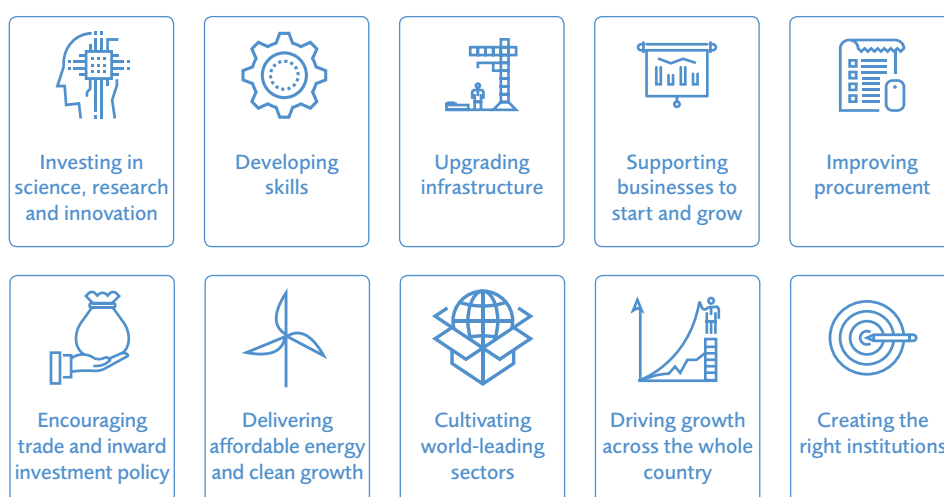 Investing in
science, research
and innovation
Developing
skills
Upgrading
infrastructure
Supporting
businesses to
start and grow
Improving
procurement
Encouraging
trade and inward
investment policy
Delivering
affordable energy
and clean growth
Cultivating
world-leading
sectors
Driving growth
across the whole
country
Creating the
right institutions